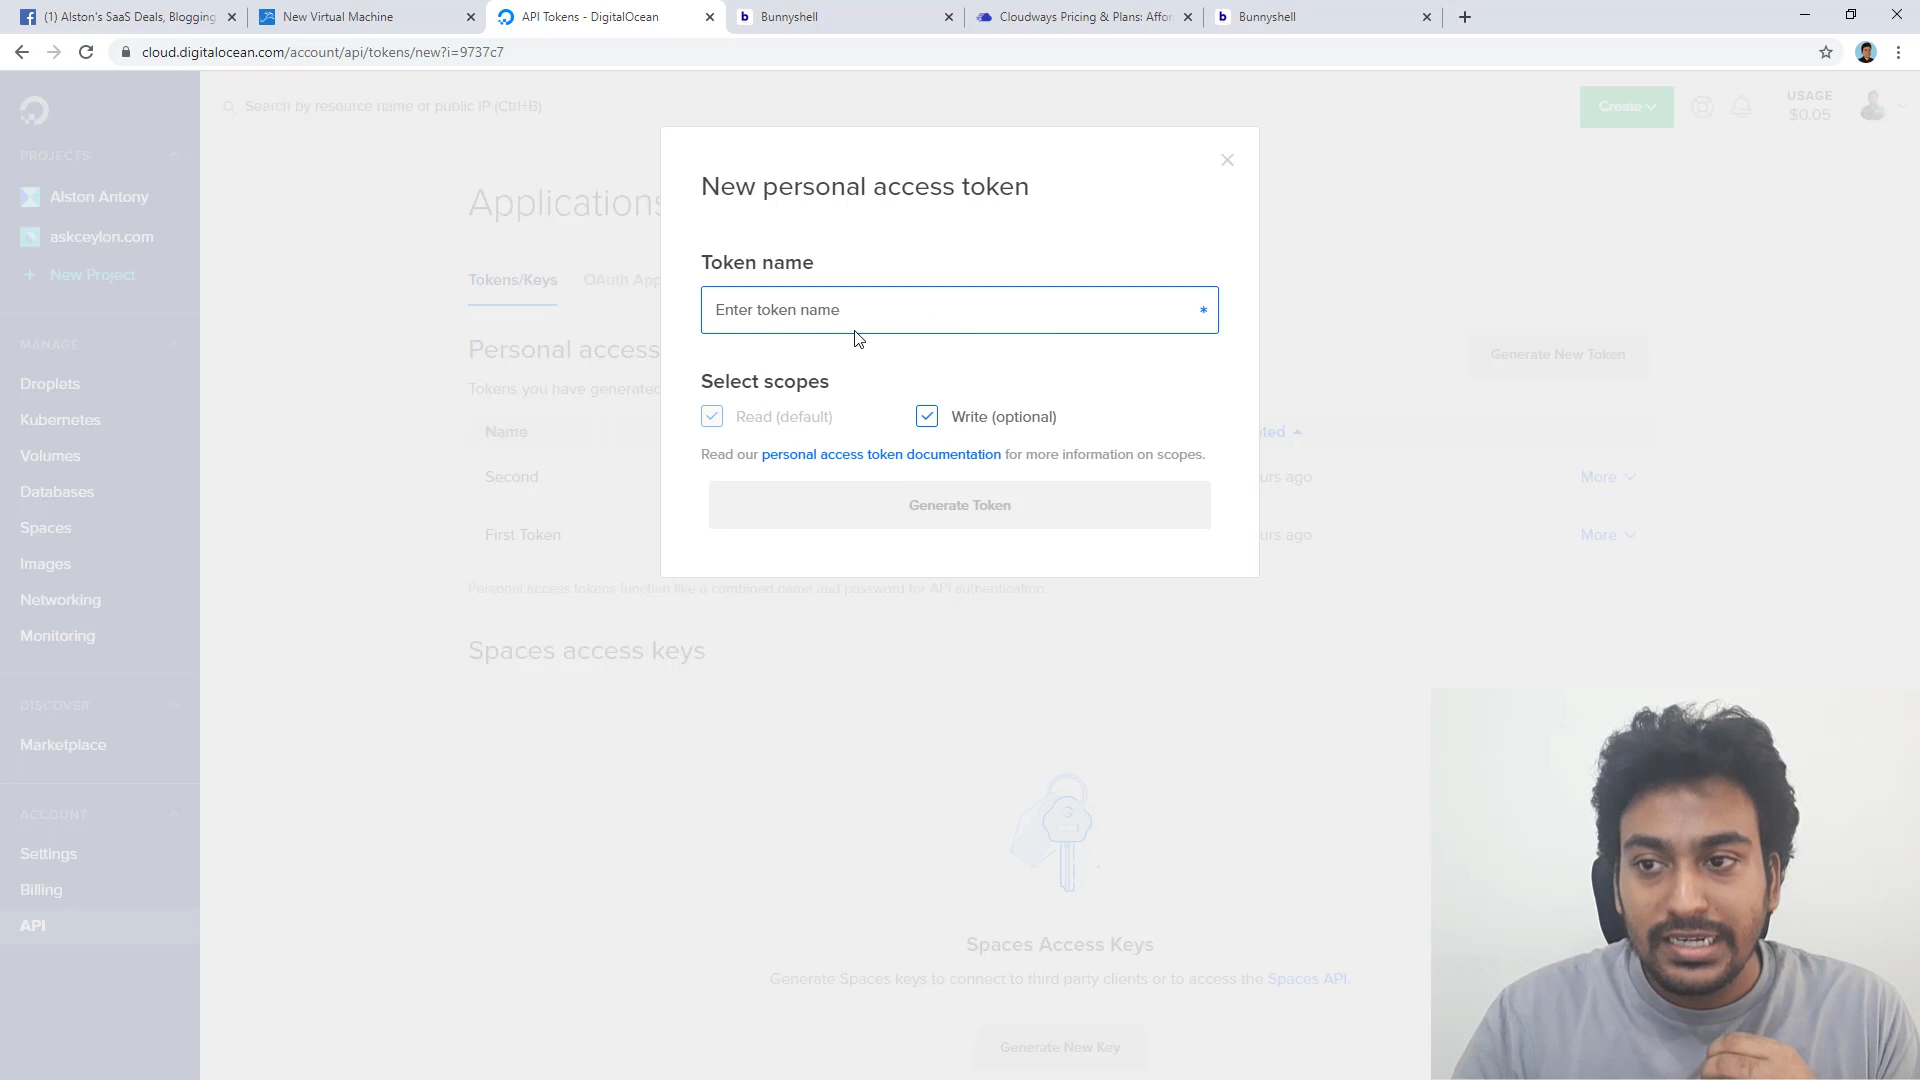 (1) Alston's SaaS Deals, Blogging
New Virtual Machine
API Tokens - DigitalOcean
Bunnyshell
Cloudways Pricing & Plans: Affor
Bunnyshell
cloud.digitalocean.com/account/api/tokens/new?i=9737c7
Search by resource name or public IP (Ctrl+B)
Create
USAGE
$0.05
PROJECTS
Alston Antony
askceylon.com
+ New Project
MANAGE
Droplets
Kubernetes
Volumes
Databases
Spaces
Images
Networking
Monitoring
DISCOVER
Marketplace
ACCOUNT
Settings
Billing
API
Applications
Tokens/Keys
OAuth App
Personal access
Tokens you have generated
Generate New Token
Name
ted
Second
urs ago
More
First Token
urs ago
More
New personal access token
Token name
Enter token name
*
Select scopes
Read (default)
Write (optional)
Read our personal access token documentation for more information on scopes.
Generate Token
Personal access tokens function like a combined name and password for API authentication.
Spaces access keys
Spaces Access Keys
Generate Spaces keys to connect to third party clients or to access the Spaces API.
Generate New Key